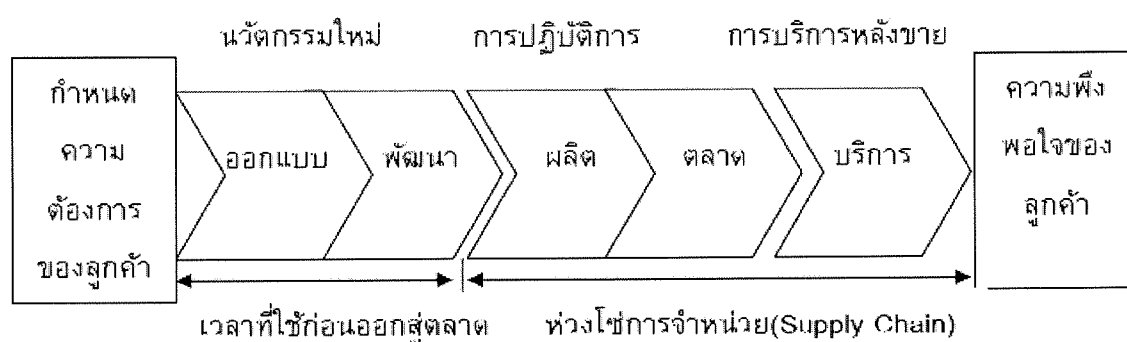 นวัตกรรมใหม่ การปฏิบัติการ การบริการหลังขาย
กำหนด
ความ
ต้องการ
ของลูกค้า
ออกแบบ พัฒนา ผลิต ตลาด บริการ
ความพึง
พอใจของ
ลูกค้า
เวลาที่ใช้ก่อนออกสู่ตลาด ห่วงโซ่การจำหน่าย(Supply Chain)